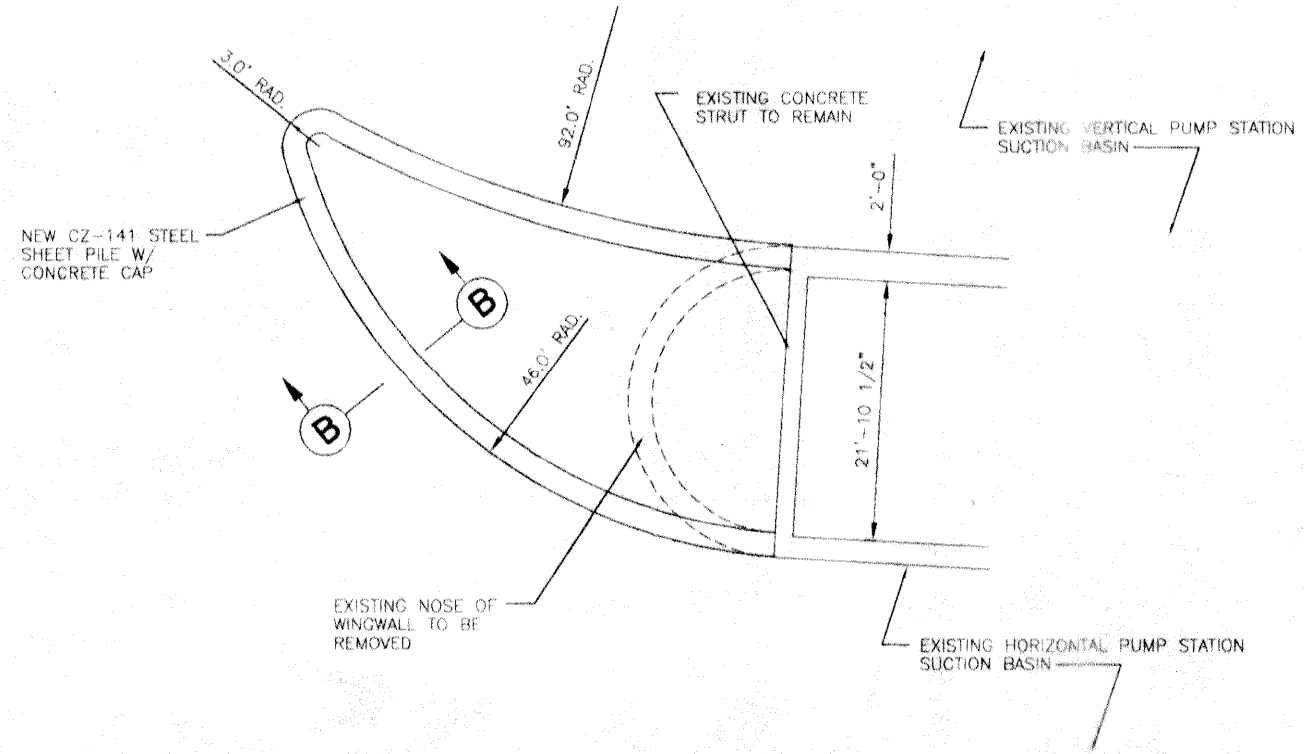 3.0' RAD.
92.0' RAD.
EXISTING CONCRETE
STRUT TO REMAIN
EXISTING VERTICAL PUMP STATION
SUCTION BASIN
2'-0"
NEW CZ-141 STEEL
SHEET PILE W/
CONCRETE CAP
B
B
46.0' RAD.
21'-10 1/2"
EXISTING NOSE OF
WINGWALL TO BE
REMOVED
EXISTING HORIZONTAL PUMP STATION
SUCTION BASIN